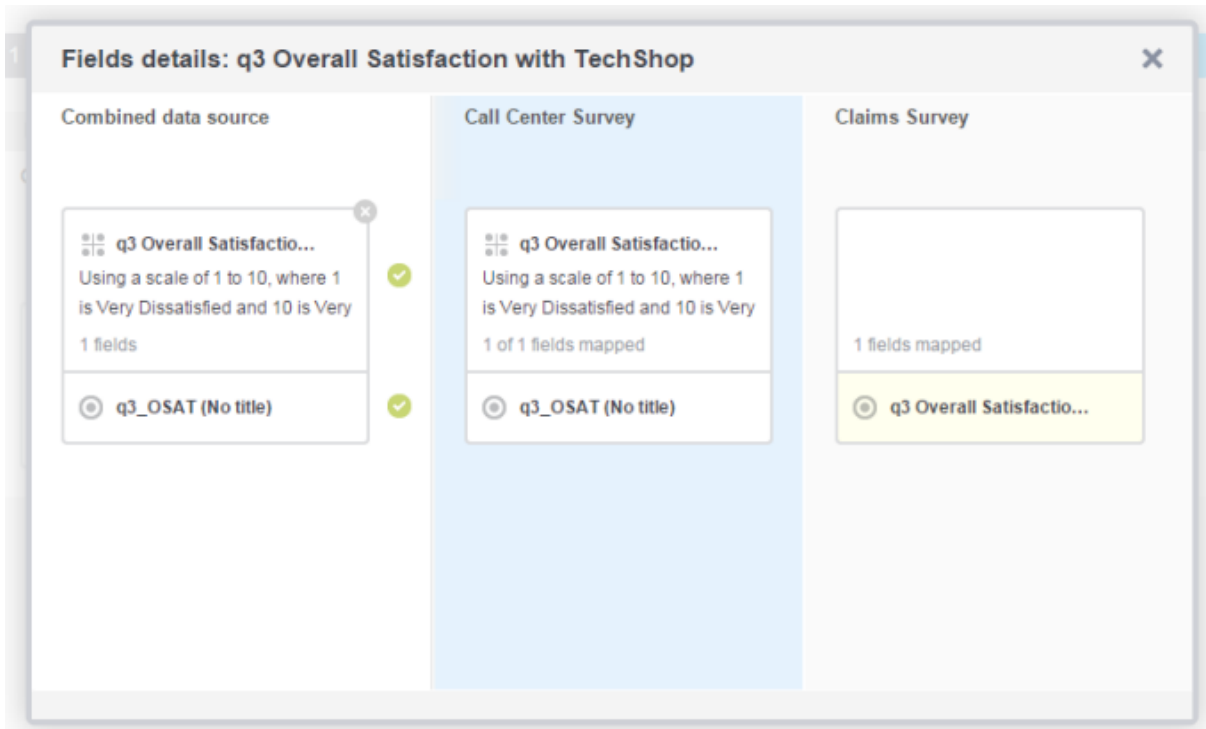 Fields details: q3 Overall Satisfaction with TechShop
Combined data source
Call Center Survey
Claims Survey
q3 Overall Satisfactio...
Using a scale of 1 to 10, where 1
is Very Dissatisfied and 10 is Very
1 fields
q3_OSAT (No title)
q3 Overall Satisfactio...
Using a scale of 1 to 10, where 1
is Very Dissatisfied and 10 is Very
1 of 1 fields mapped
q3_OSAT (No title)
1 fields mapped
q3 Overall Satisfactio...